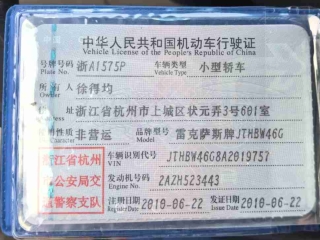 中华人民共和国机动车行驶证
Vehicle License of the People's Republic of China
号牌号码 浙A1575P 车辆类型 小型轿车
Plate No. Vehicle Type
所有人 徐得均
址 浙江省杭州市上城区状元弄3号601室
使用性质 非营运 品牌型号 雷克萨斯牌JTHBW46G
浙江省杭州
市公安局交
通警察支队
车辆识别代号 JTHBW46G8A2019757
VIN
发动机号码 2AZH523443
Engine No.
注册日期 2010-06-22 发证日期 2010-06-22
Issue Date